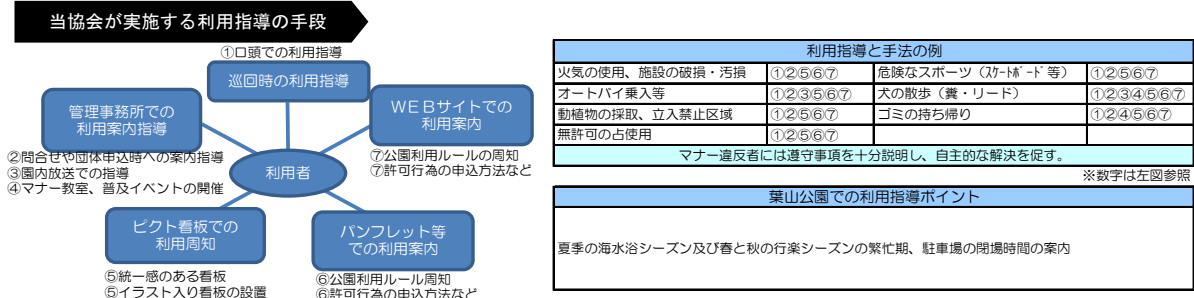 当協会が実施する利用指導の手段
①口頭での利用指導
巡回時の利用指導
管理事務所での
利用案内指導
WEBサイトでの
利用案内
②問合せや団体申込時への案内指導
③園内放送での指導
④マナー教室、普及イベントの開催
利用者
⑦公園利用ルールの周知
⑦許可行為の申込方法など
ピクト看板での
利用周知
パンフレット等
での利用案内
⑤統一感のある看板
⑤イラスト入り看板の設置
⑥公園利用ルール周知
⑥許可行為の申込方法など
利用指導と手法の例
火気の使用、施設の破損・汚損 ①②⑤⑥⑦ 危険なスポーツ(スケートボード等) ①②⑤⑥⑦
オートバイ乗入等 ①②③⑤⑥⑦ 犬の散歩(糞・リード) ①②③④⑤⑥⑦
動植物の採取、立入禁止区域 ①②⑤⑥⑦ ゴミの持ち帰り ①②④⑤⑥⑦
無許可の占使用 ①②⑤⑥⑦
マナー違反者には遵守事項を十分説明し、自主的な解決を促す。
※数字は左図参照
葉山公園での利用指導ポイント
夏季の海水浴シーズン及び春と秋の行楽シーズンの繁忙期、駐車場の閉場時間の案内